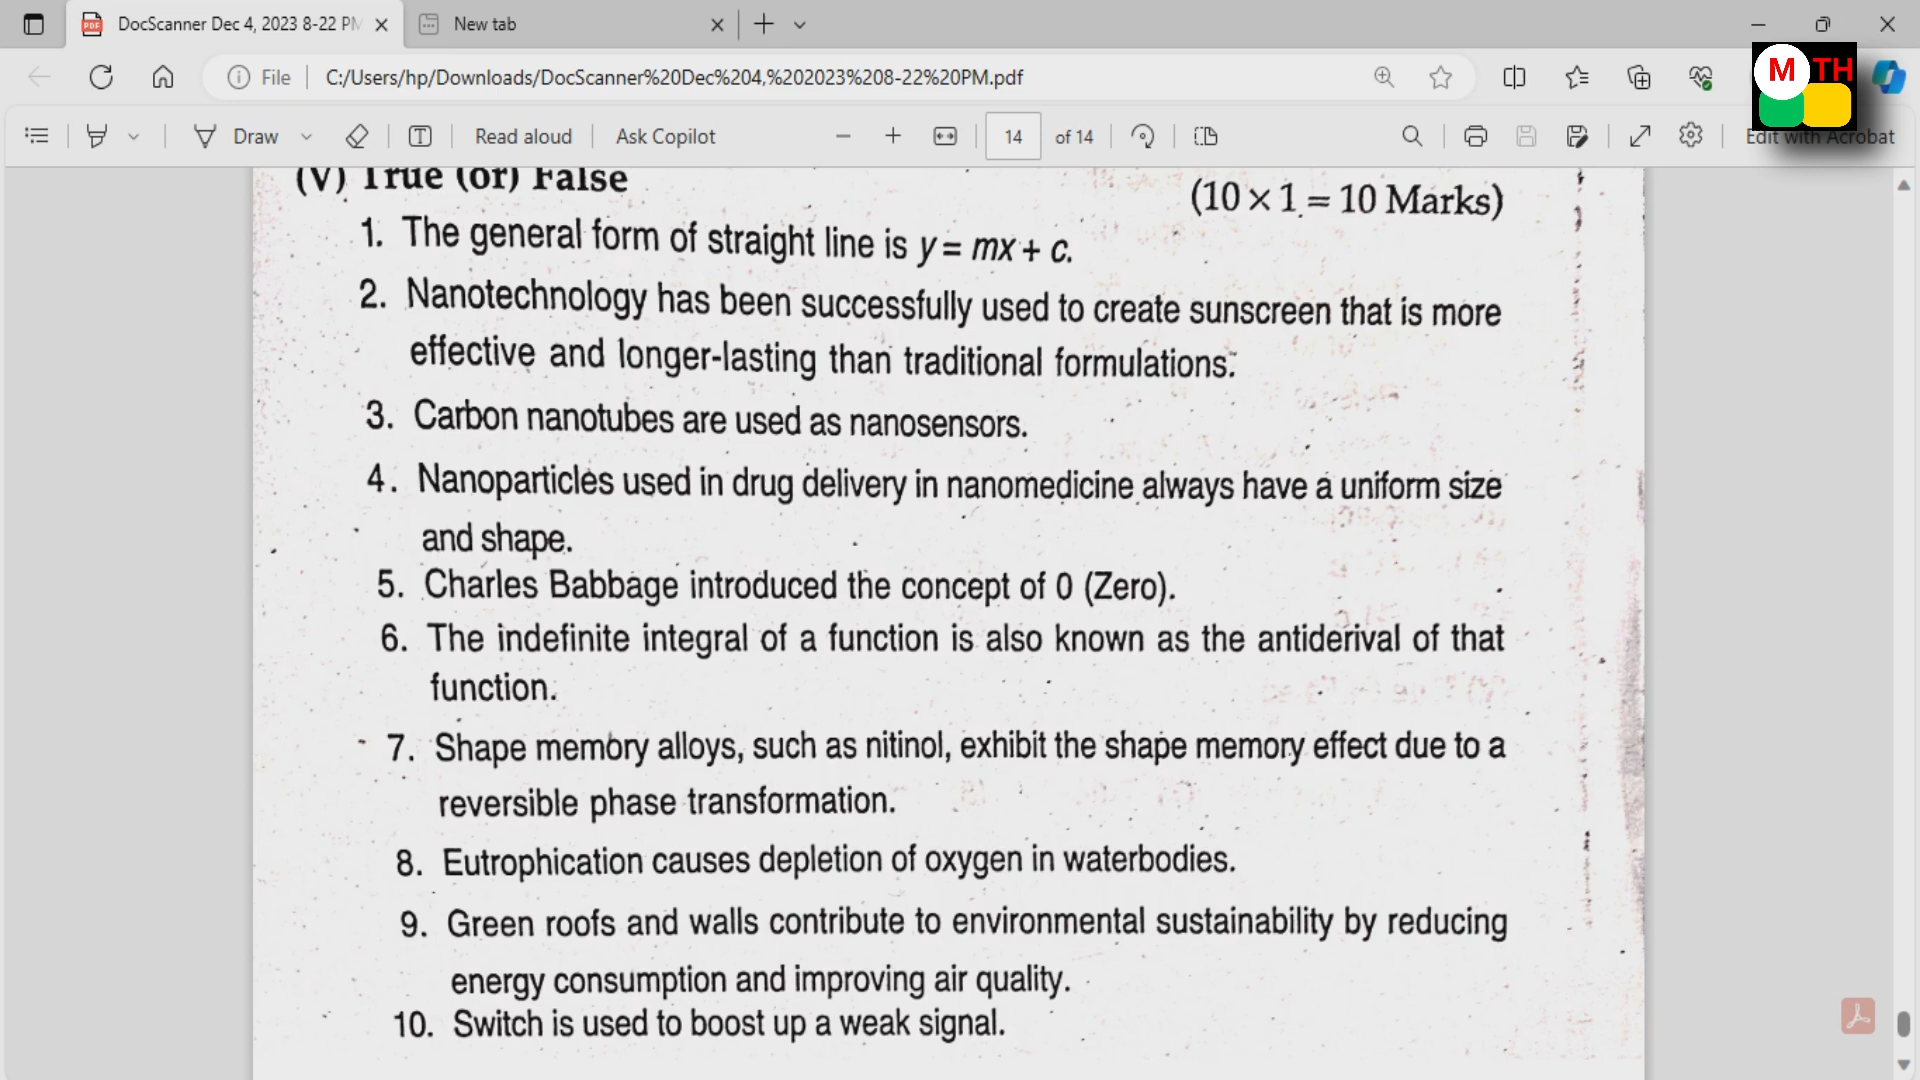 DocScanner Dec 4, 2023 8-22 PM
New tab
File
C:/Users/hp/Downloads/DocScanner%20Dec%204,%202023%208-22%20PM.pdf
M TH
Draw
Read aloud
Ask Copilot
14 of 14
Edit with Acrobat
(V) True (or) False
(10 × 1 = 10 Marks)
1. The general form of straight line is y = mx + c.
2. Nanotechnology has been successfully used to create sunscreen that is more
effective and longer-lasting than traditional formulations.
3. Carbon nanotubes are used as nanosensors.
4. Nanoparticles used in drug delivery in nanomedicine always have a uniform size
and shape.
5. Charles Babbage introduced the concept of 0 (Zero).
6. The indefinite integral of a function is also known as the antiderival of that
function.
7. Shape memory alloys, such as nitinol, exhibit the shape memory effect due to a
reversible phase transformation.
8. Eutrophication causes depletion of oxygen in waterbodies.
9. Green roofs and walls contribute to environmental sustainability by reducing
energy consumption and improving air quality.
10. Switch is used to boost up a weak signal.